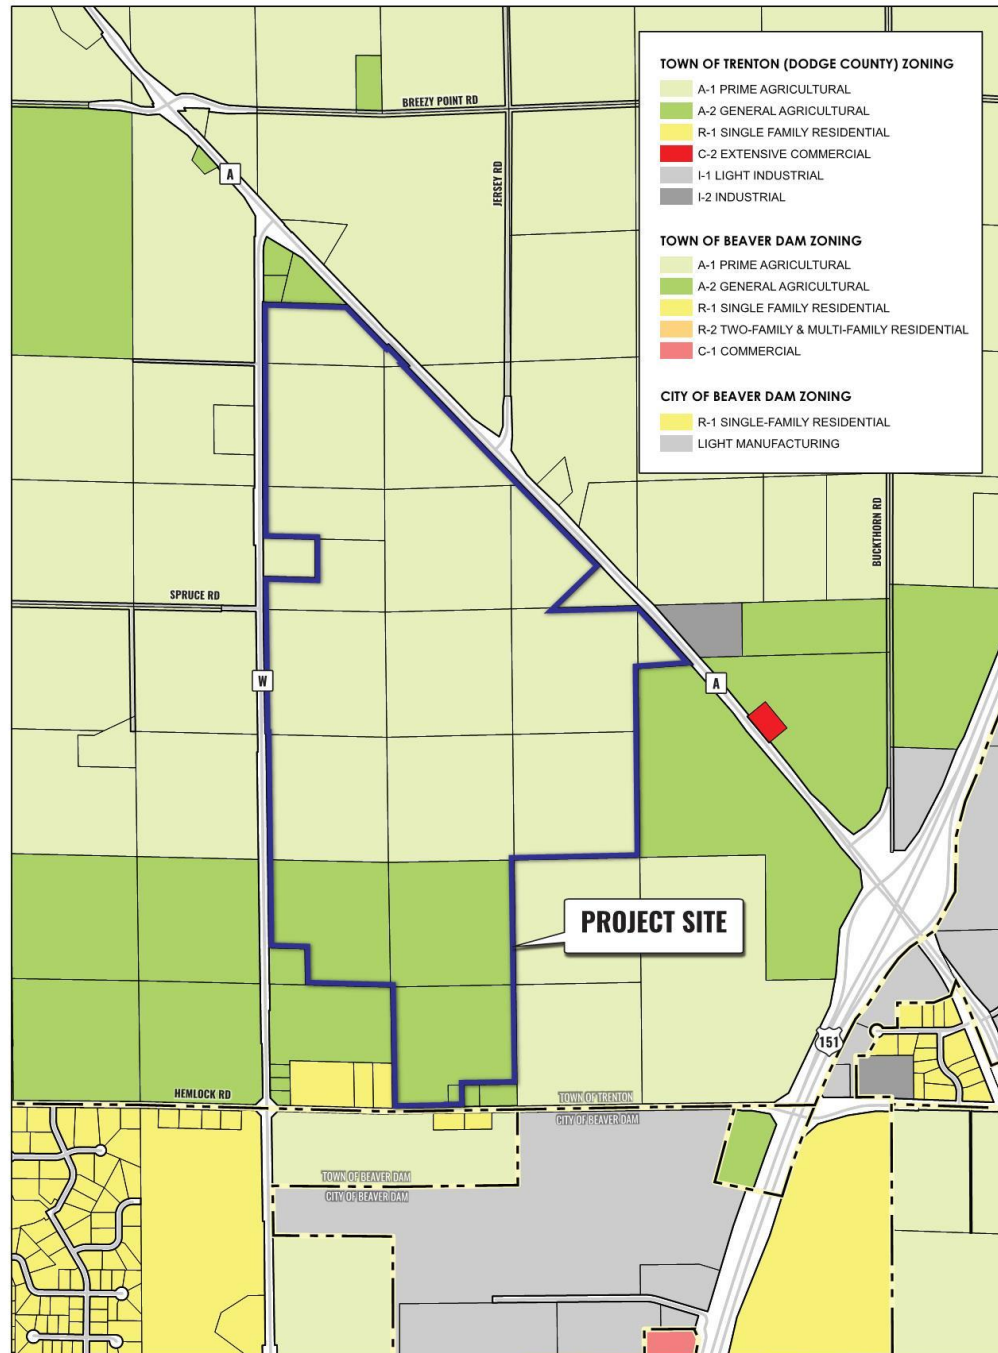 TOWN OF TRENTON (DODGE COUNTY) ZONING
A-1 PRIME AGRICULTURAL
A-2 GENERAL AGRICULTURAL
R-1 SINGLE FAMILY RESIDENTIAL
C-2 EXTENSIVE COMMERCIAL
I-1 LIGHT INDUSTRIAL
I-2 INDUSTRIAL
TOWN OF BEAVER DAM ZONING
A-1 PRIME AGRICULTURAL
A-2 GENERAL AGRICULTURAL
R-1 SINGLE FAMILY RESIDENTIAL
R-2 TWO-FAMILY & MULTI-FAMILY RESIDENTIAL
C-1 COMMERCIAL
CITY OF BEAVER DAM ZONING
R-1 SINGLE-FAMILY RESIDENTIAL
LIGHT MANUFACTURING
BREEZY POINT RD
A
JERSEY RD
BUCKTHORN RD
SPRUCE RD
W
A
PROJECT SITE
151
HEMLOCK RD
TOWN OF TRENTON
CITY OF BEAVER DAM
TOWN OF BEAVER DAM
CITY OF BEAVER DAM